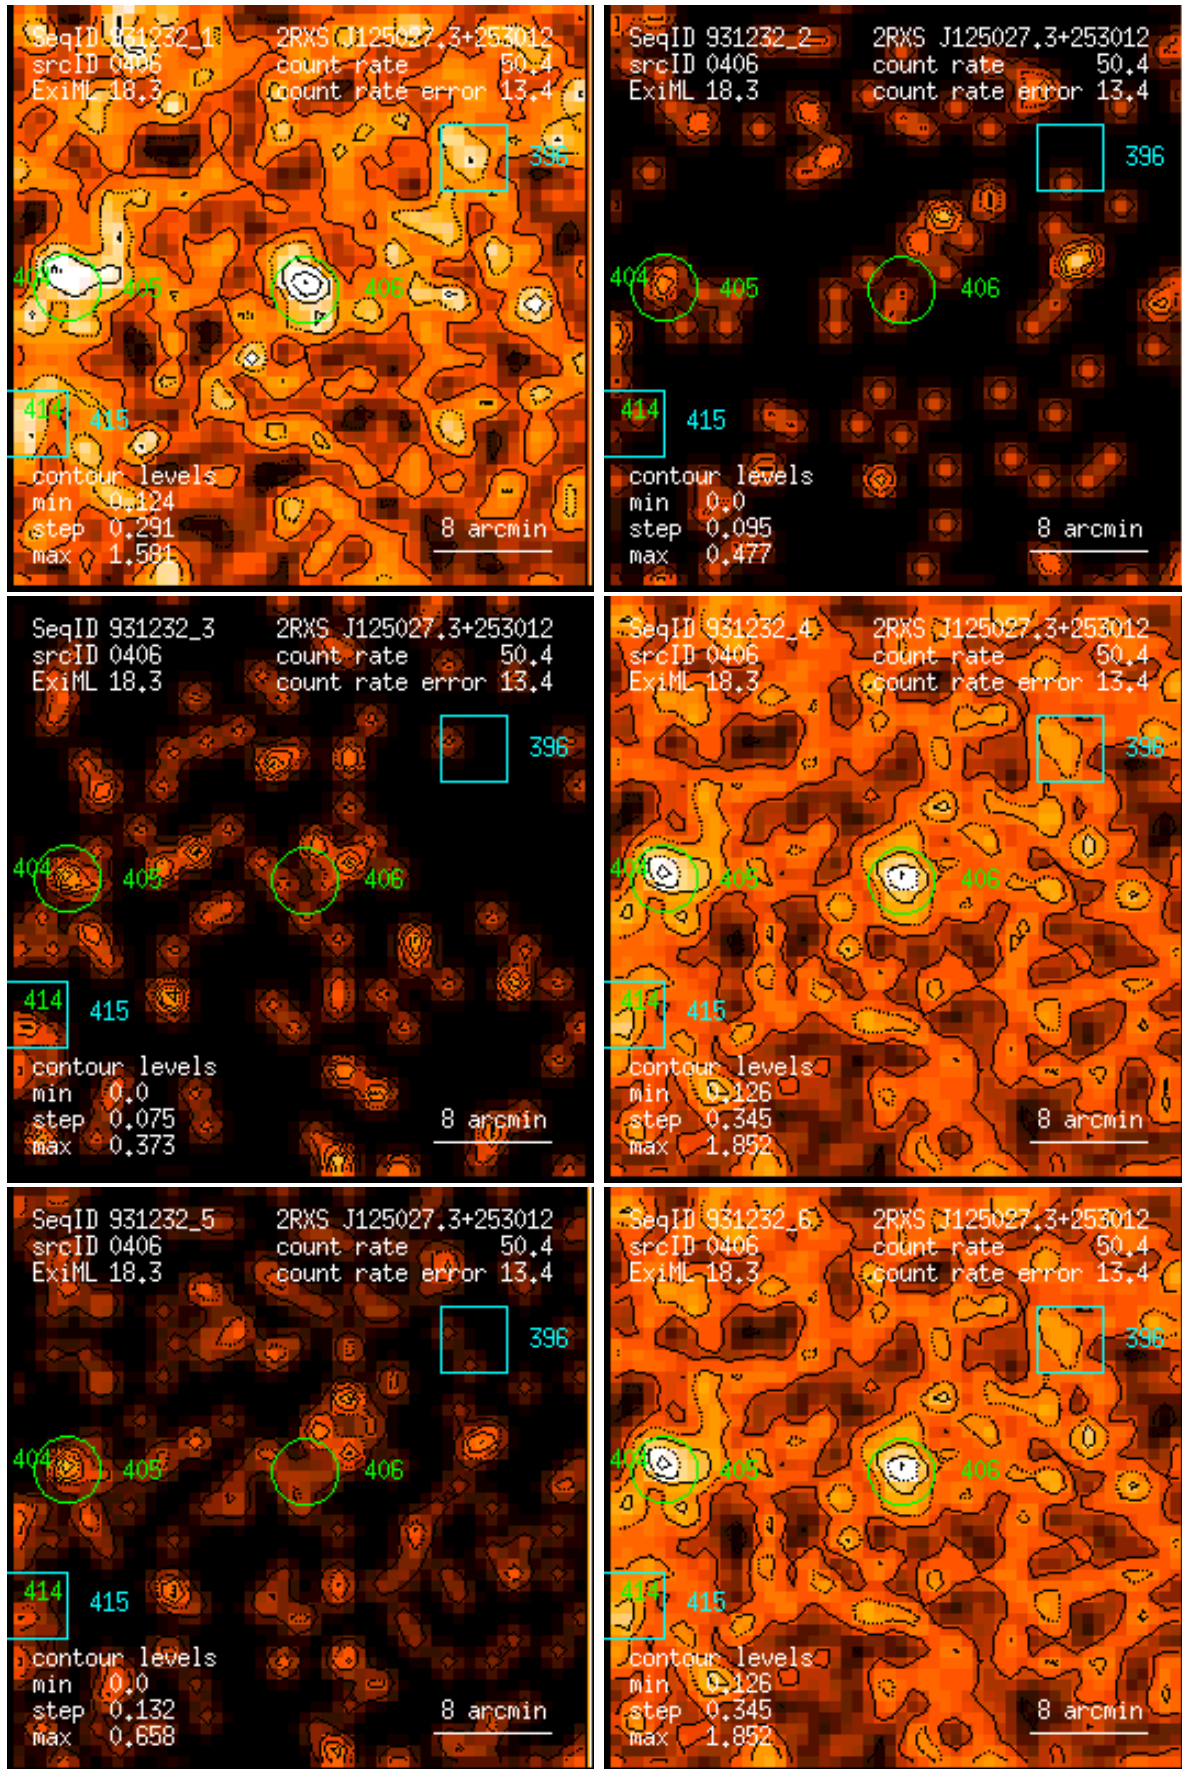 SeqID 931232_1 2RXS J125027.3+253012
srcID 0406 count rate 50.4
ExiML 18.3 count rate error 13.4
396
404 405 406
414 415
contour levels
min 0.124
step 0.291
max 1.581
8 arcmin
SeqID 931232_2 2RXS J125027.3+253012
srcID 0406 count rate 50.4
ExiML 18.3 count rate error 13.4
396
404 405 406
414 415
contour levels
min 0.0
step 0.095
max 0.477
8 arcmin
SeqID 931232_3 2RXS J125027.3+253012
srcID 0406 count rate 50.4
ExiML 18.3 count rate error 13.4
396
404 405 406
414 415
contour levels
min 0.0
step 0.075
max 0.373
8 arcmin
SeqID 931232_4 2RXS J125027.3+253012
srcID 0406 count rate 50.4
ExiML 18.3 count rate error 13.4
396
404 405 406
414 415
contour levels
min 0.126
step 0.345
max 1.852
8 arcmin
SeqID 931232_5 2RXS J125027.3+253012
srcID 0406 count rate 50.4
ExiML 18.3 count rate error 13.4
396
404 405 406
414 415
contour levels
min 0.0
step 0.132
max 0.658
8 arcmin
SeqID 931232_6 2RXS J125027.3+253012
srcID 0406 count rate 50.4
ExiML 18.3 count rate error 13.4
396
404 405 406
414 415
contour levels
min 0.126
step 0.345
max 1.852
8 arcmin